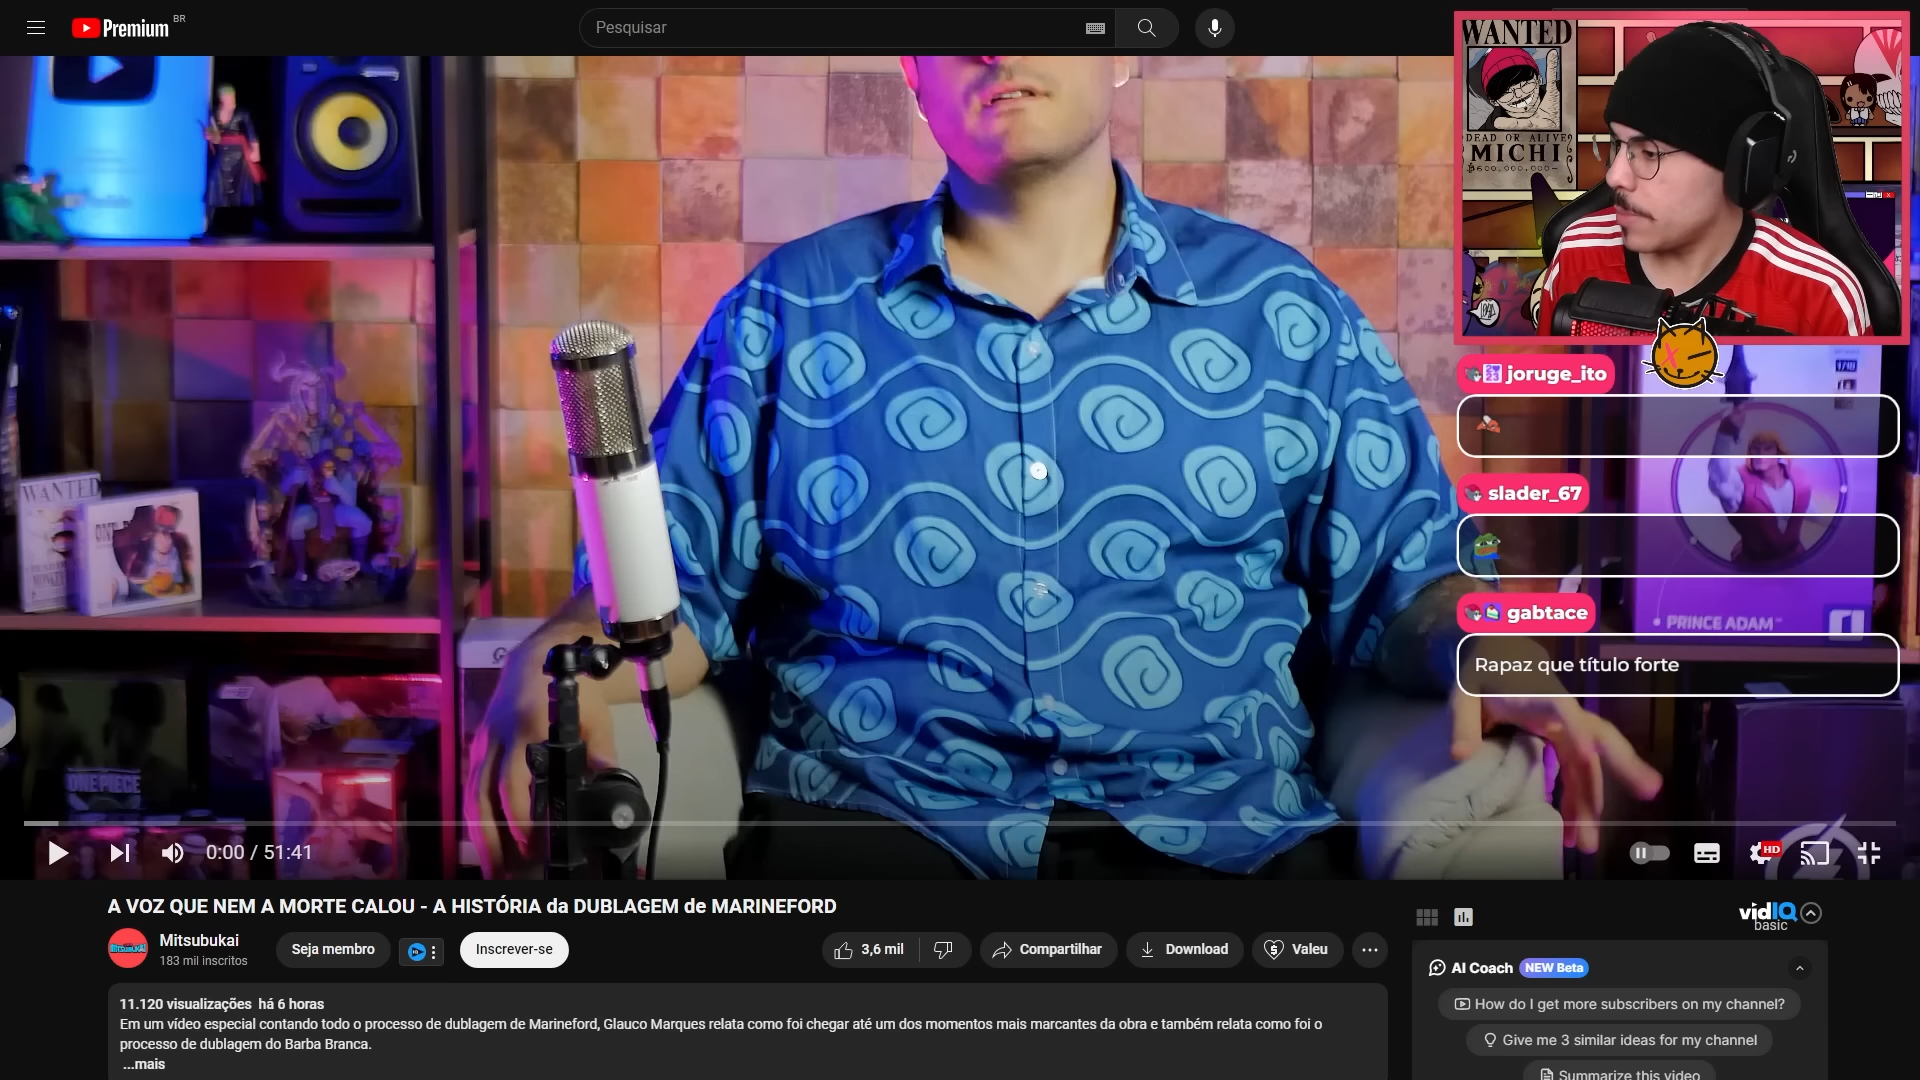 Premium BR
Pesquisar
WANTED
DEAD OR ALIVE
MICHI
joruge_ito
slader_67
gabtace
Rapaz que título forte
PRINCE ADAM
WANTED
ONE PIECE
0:00 / 51:41
HD
A VOZ QUE NEM A MORTE CALOU - A HISTÓRIA da DUBLAGEM de MARINEFORD
Mitsubukai
183 mil inscritos
Seja membro
Inscrever-se
3,6 mil
Compartilhar
Download
Valeu
11.120 visualizações há 6 horas
Em um vídeo especial contando todo o processo de dublagem de Marineford, Glauco Marques relata como foi chegar até um dos momentos mais marcantes da obra e também relata como foi o
processo de dublagem do Barba Branca.
...mais
vidIQ
basic
AI Coach NEW Beta
How do I get more subscribers on my channel?
Give me 3 similar ideas for my channel
Summarize this video